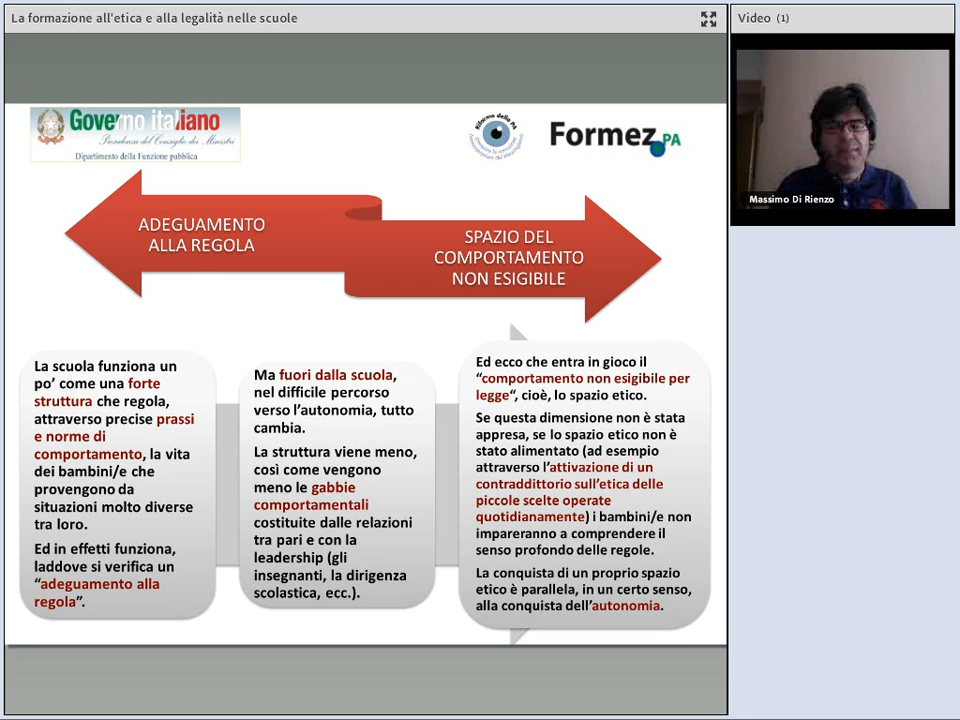 La formazione all'etica e alla legalità nelle scuole
Video (1)
Governo italiano
Presidenza del Consiglio dei Ministri
Dipartimento della Funzione pubblica
Riforma della PA
Formez PA
Massimo Di Rienzo
ADEGUAMENTO
ALLA REGOLA
SPAZIO DEL
COMPORTAMENTO
NON ESIGIBILE
La scuola funziona un
po' come una forte
struttura che regola,
attraverso precise prassi
e norme di
comportamento, la vita
dei bambini/e che
provengono da
situazioni molto diverse
tra loro.
Ed in effetti funziona,
laddove si verifica un
“adeguamento alla
regola”.
Ma fuori dalla scuola,
nel difficile percorso
verso l'autonomia, tutto
cambia.
La struttura viene meno,
così come vengono
meno le gabbie
comportamentali
costituite dalle relazioni
tra pari e con la
leadership (gli
insegnanti, la dirigenza
scolastica, ecc.).
Ed ecco che entra in gioco il
“comportamento non esigibile per
legge“, cioè, lo spazio etico.
Se questa dimensione non è stata
appresa, se lo spazio etico non è
stato alimentato (ad esempio
attraverso l'attivazione di un
contraddittorio sull'etica delle
piccole scelte operate
quotidianamente) i bambini/e non
impareranno a comprendere il
senso profondo delle regole.
La conquista di un proprio spazio
etico è parallela, in un certo senso,
alla conquista dell'autonomia.